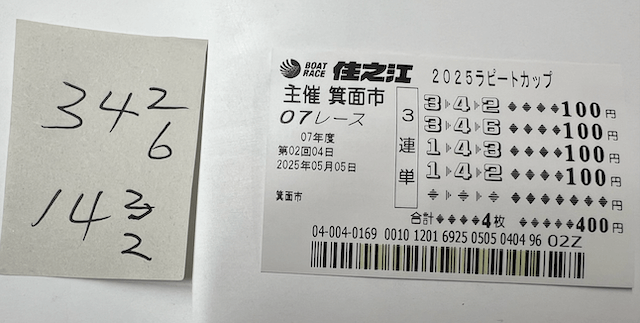 342
6
143
2
BOAT RACE 住之江 2025ラピートカップ
主催 箕面市
07レース
07年度
第02回04日
2025年05月05日
箕面市
3連単
3▷4▷2 ◆◆◆◆100円
3▷4▷6 ◆◆◆◆100円
1▷4▷3 ◆◆◆◆100円
1▷4▷2 ◆◆◆◆100円
◆▷◆▷◆ ◆◆◆◆◆◆◆円
合計◆◆◆◆4枚 ◆◆◆◆◆400円
04-004-0169 0010 1201 6925 0505 0404 96 02Z